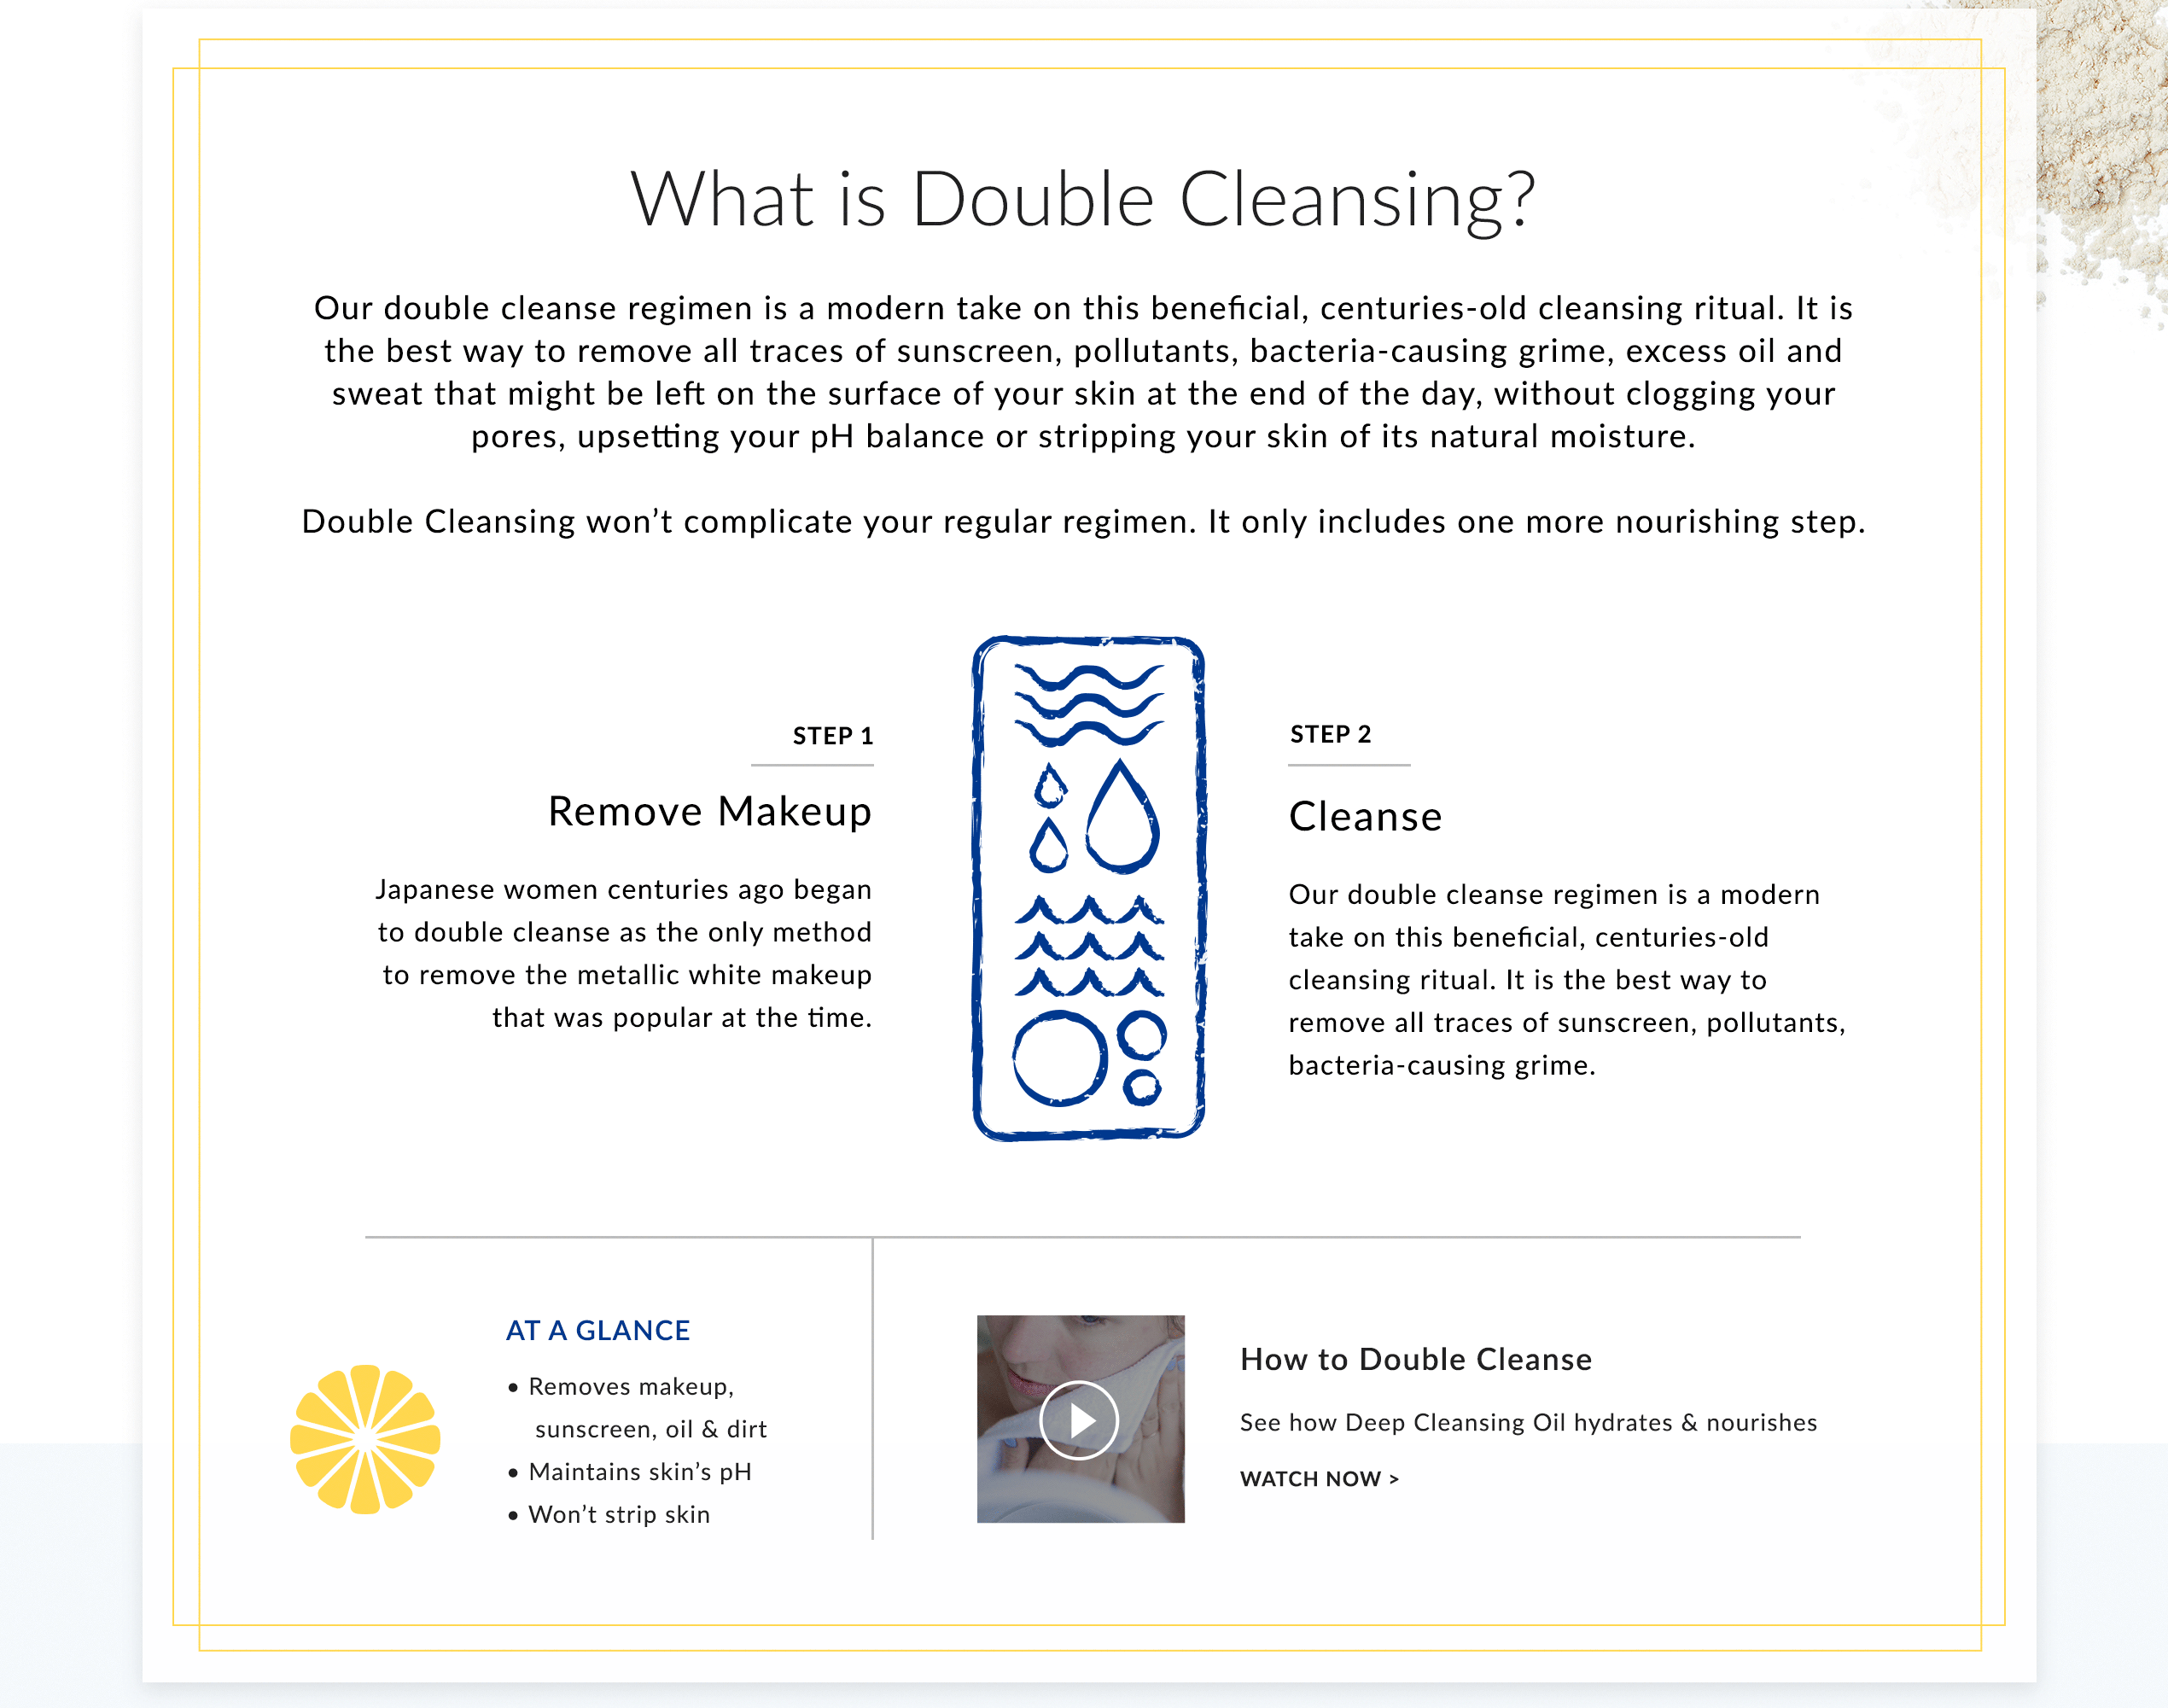 What is Double Cleansing?
Our double cleanse regimen is a modern take on this beneficial, centuries-old cleansing ritual. It is
the best way to remove all traces of sunscreen, pollutants, bacteria-causing grime, excess oil and
sweat that might be left on the surface of your skin at the end of the day, without clogging your
pores, upsetting your pH balance or stripping your skin of its natural moisture.
Double Cleansing won’t complicate your regular regimen. It only includes one more nourishing step.
STEP 1
Remove Makeup
Japanese women centuries ago began
to double cleanse as the only method
to remove the metallic white makeup
that was popular at the time.
STEP 2
Cleanse
Our double cleanse regimen is a modern
take on this beneficial, centuries-old
cleansing ritual. It is the best way to
remove all traces of sunscreen, pollutants,
bacteria-causing grime.
AT A GLANCE
• Removes makeup,
sunscreen, oil & dirt
• Maintains skin’s pH
• Won’t strip skin
How to Double Cleanse
See how Deep Cleansing Oil hydrates & nourishes
WATCH NOW >